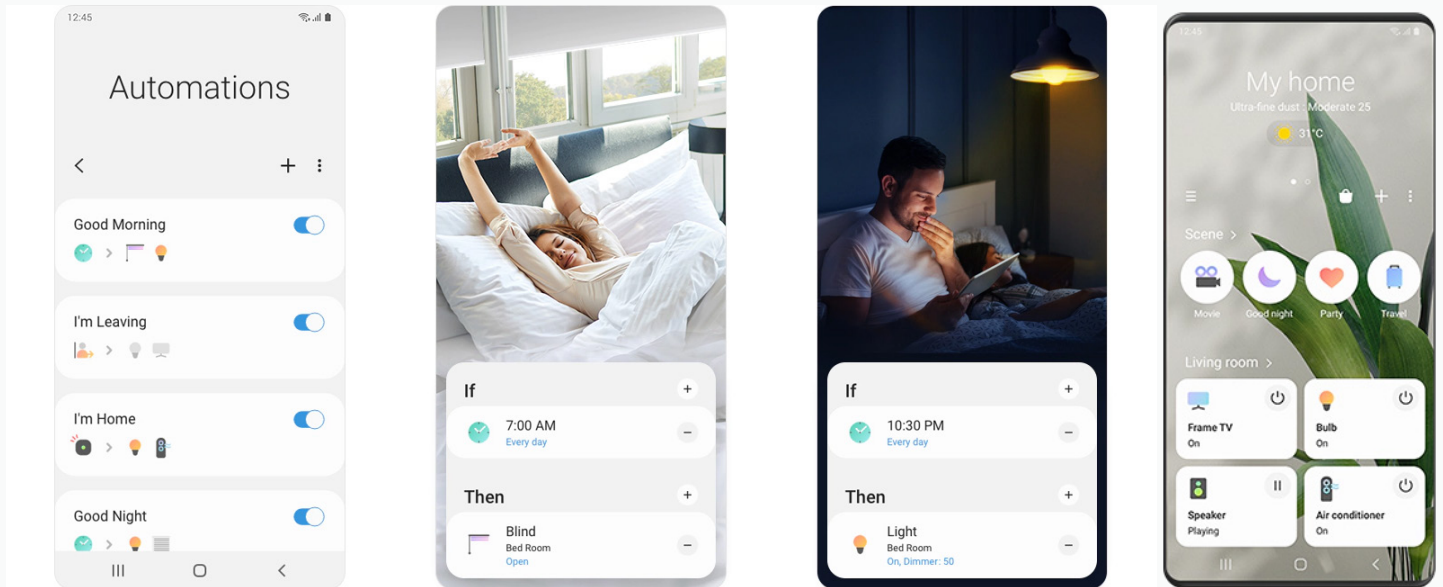 12:45
Automations
Good Morning
I'm Leaving
I'm Home
Good Night
If
7:00 AM
Every day
Then
Blind
Bed Room
Open
If
10:30 PM
Every day
Then
Light
Bed Room
On, Dimmer: 50
12:45
My home
Ultra-fine dust : Moderate 25
31°C
Scene
Movie
Good night
Party
Travel
Living room
Frame TV
On
Bulb
On
Speaker
Playing
Air conditioner
On